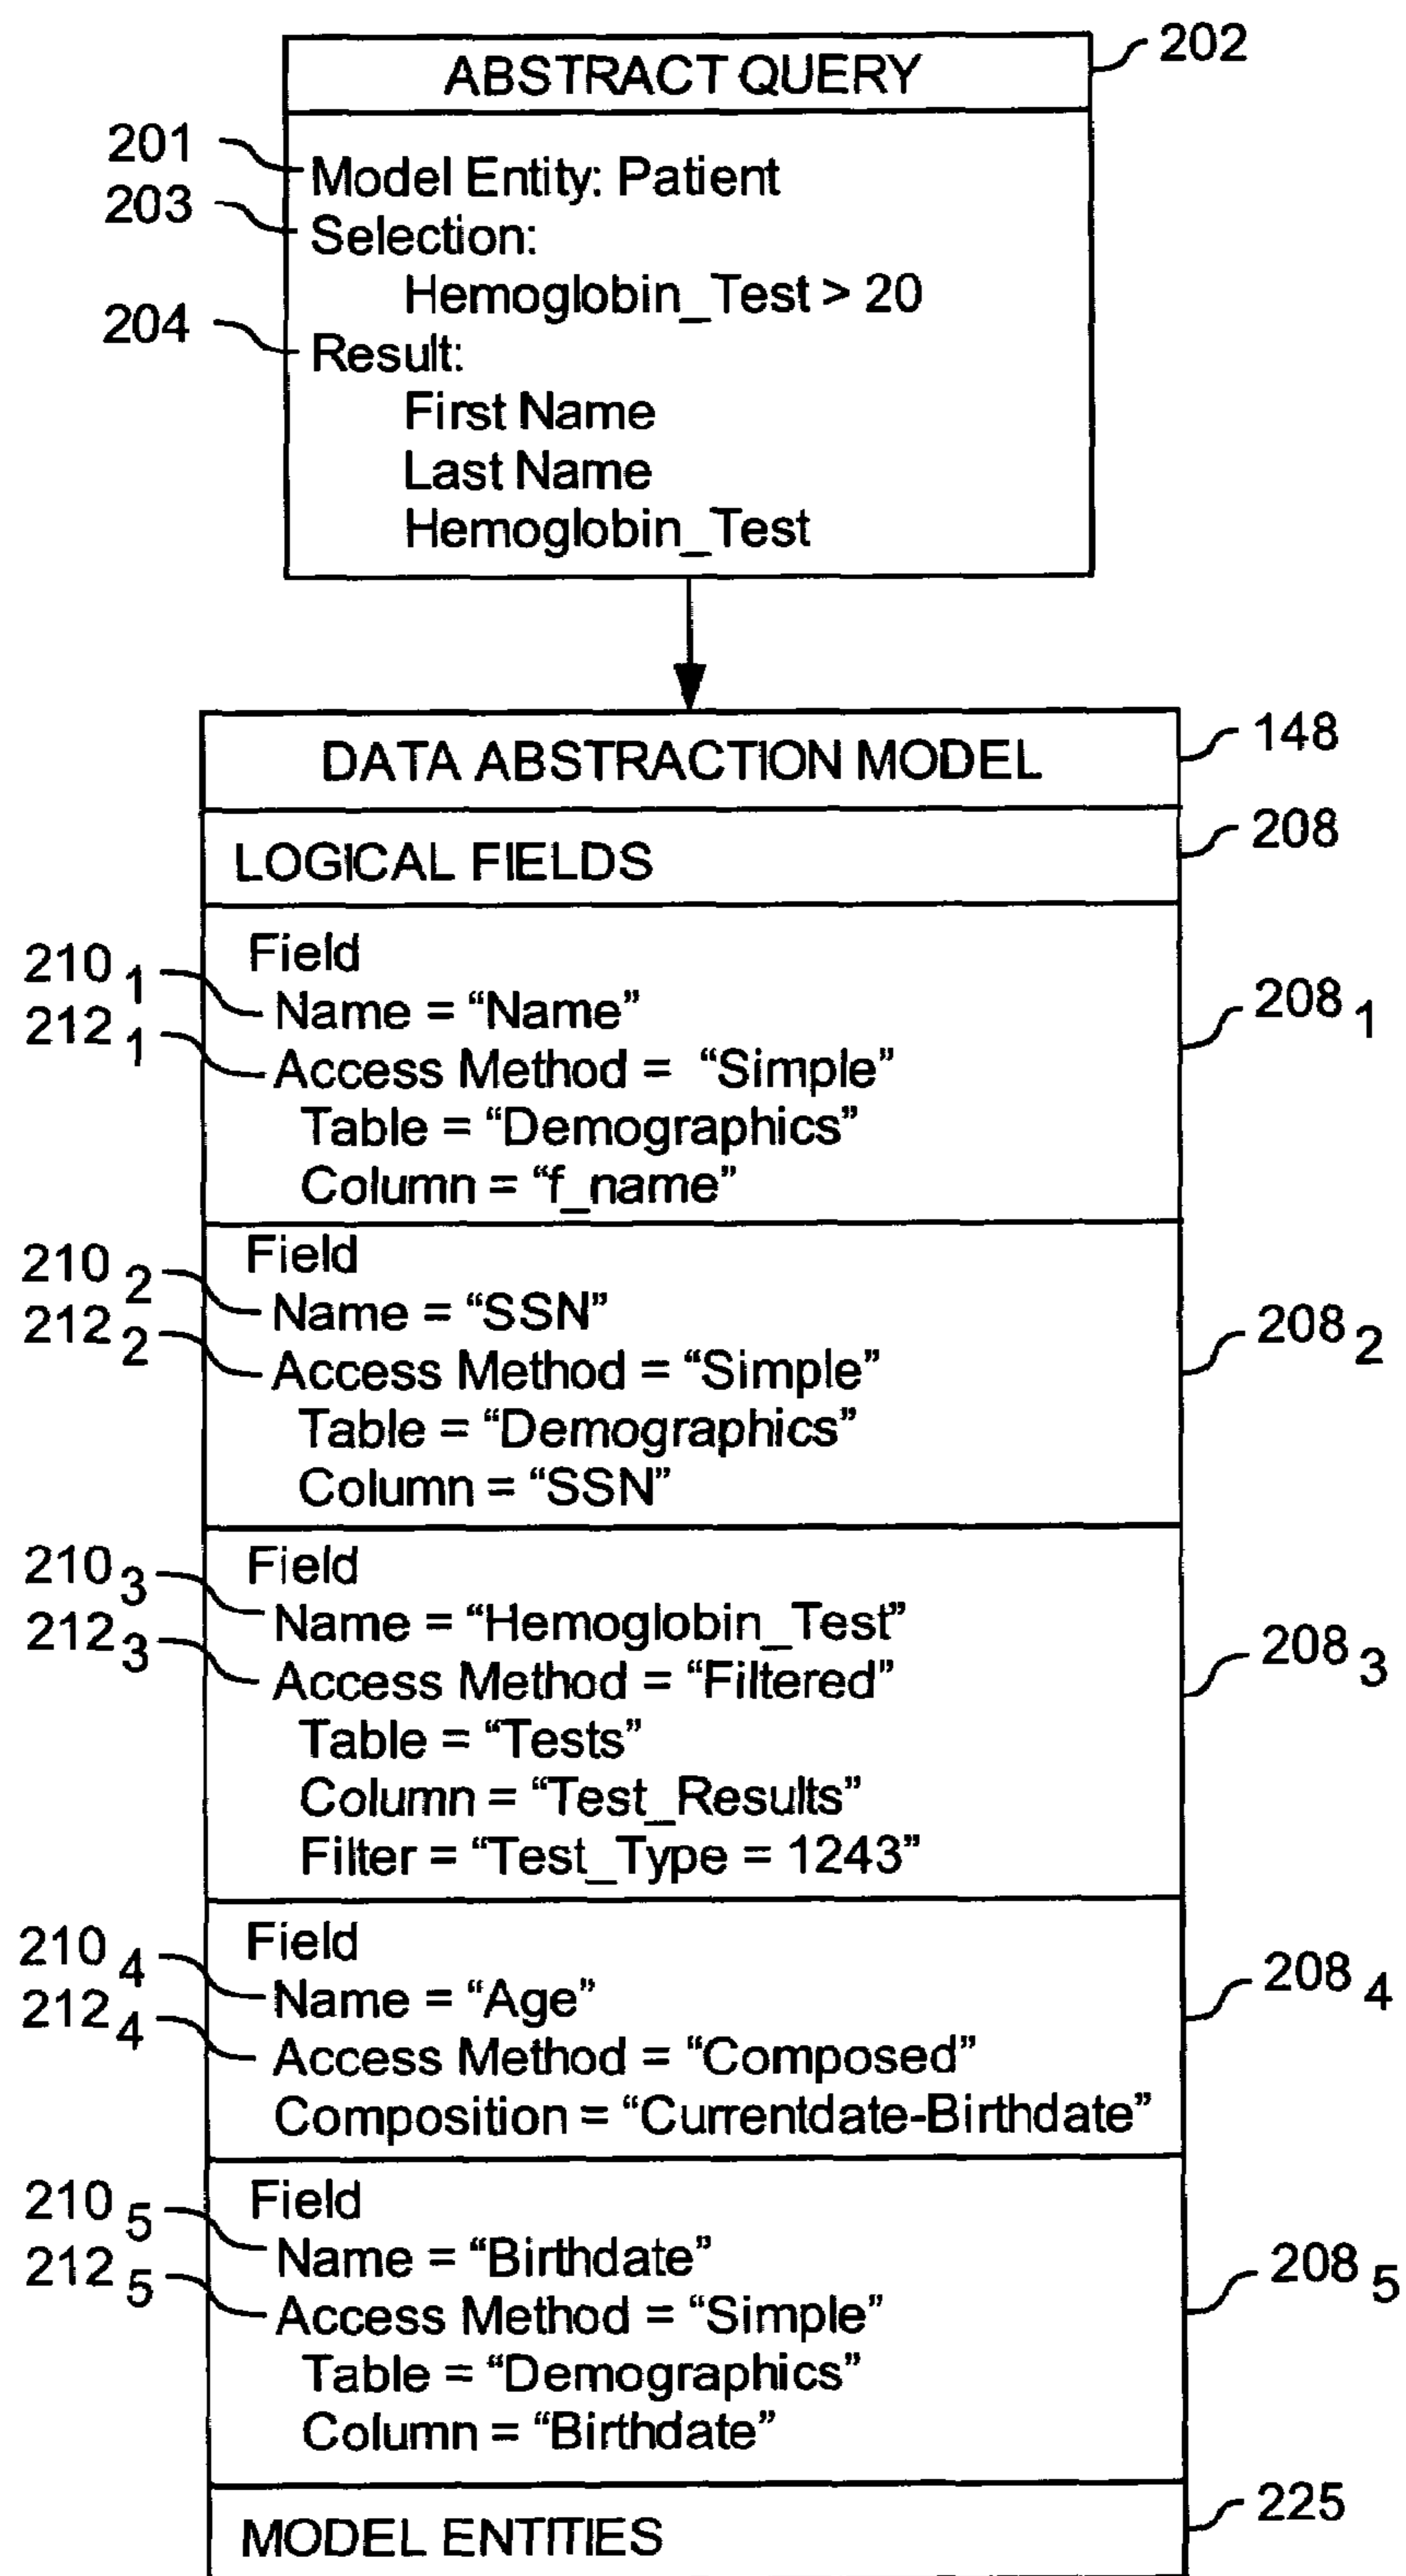 ABSTRACT QUERY
202
201
Model Entity: Patient
203
Selection:
Hemoglobin_Test > 20
204
Result:
First Name
Last Name
Hemoglobin_Test
DATA ABSTRACTION MODEL
148
LOGICAL FIELDS
208
Field
210 1
Name = “Name”
208 1
212 1
Access Method = “Simple”
Table = “Demographics”
Column = “f_name”
Field
210 2
Name = “SSN”
208 2
212 2
Access Method = “Simple”
Table = “Demographics”
Column = “SSN”
Field
210 3
Name = “Hemoglobin_Test”
208 3
212 3
Access Method = “Filtered”
Table = “Tests”
Column = “Test_Results”
Filter = “Test_Type = 1243”
Field
210 4
Name = “Age”
208 4
212 4
Access Method = “Composed”
Composition = “Currentdate-Birthdate”
Field
210 5
Name = “Birthdate”
208 5
212 5
Access Method = “Simple”
Table = “Demographics”
Column = “Birthdate”
MODEL ENTITIES
225